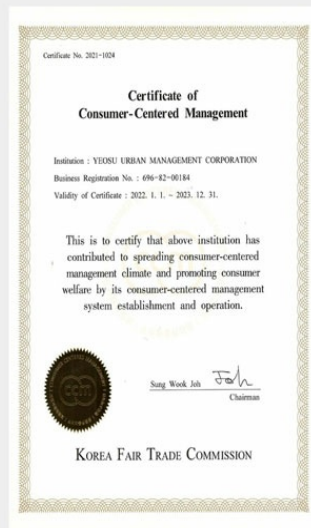 Certificate No. 2021-1024
Certificate of
Consumer-Centered Management
Institution : YEOSU URBAN MANAGEMENT CORPORATION
Business Registration No. : 696-82-00184
Validity of Certificate : 2022. 1. 1. ~ 2023. 12. 31.
This is to certify that above institution has
contributed to spreading consumer-centered
management climate and promoting consumer
welfare by its consumer-centered management
system establishment and operation.
ccm
Sung Wook Joh
Chairman
KOREA FAIR TRADE COMMISSION